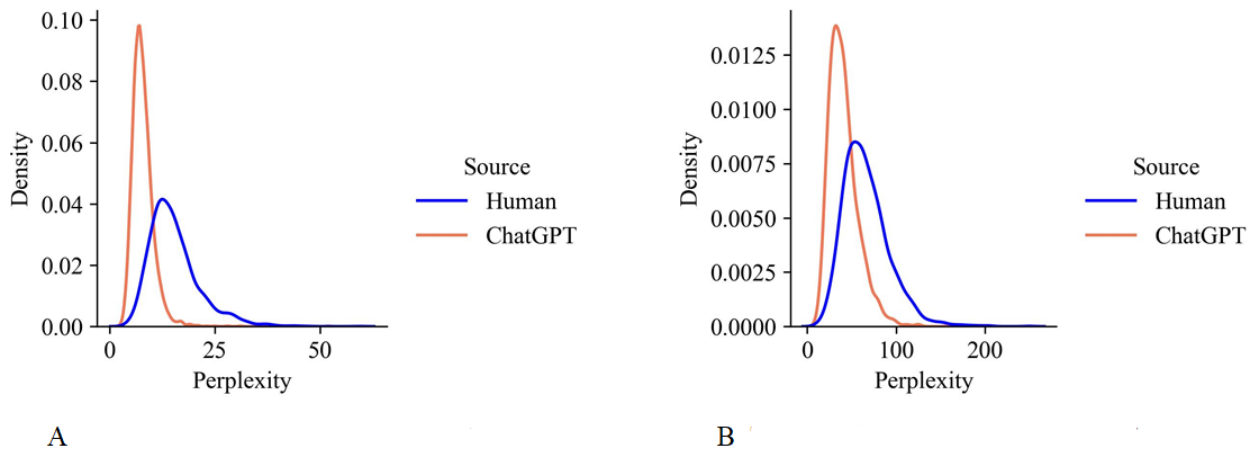 0.10
0.08
0.06
0.04
0.02
0.00
Density
0 25 50
Perplexity
Source
Human
ChatGPT
A
0.0125
0.0100
0.0075
0.0050
0.0025
0.0000
Density
0 100 200
Perplexity
Source
Human
ChatGPT
B